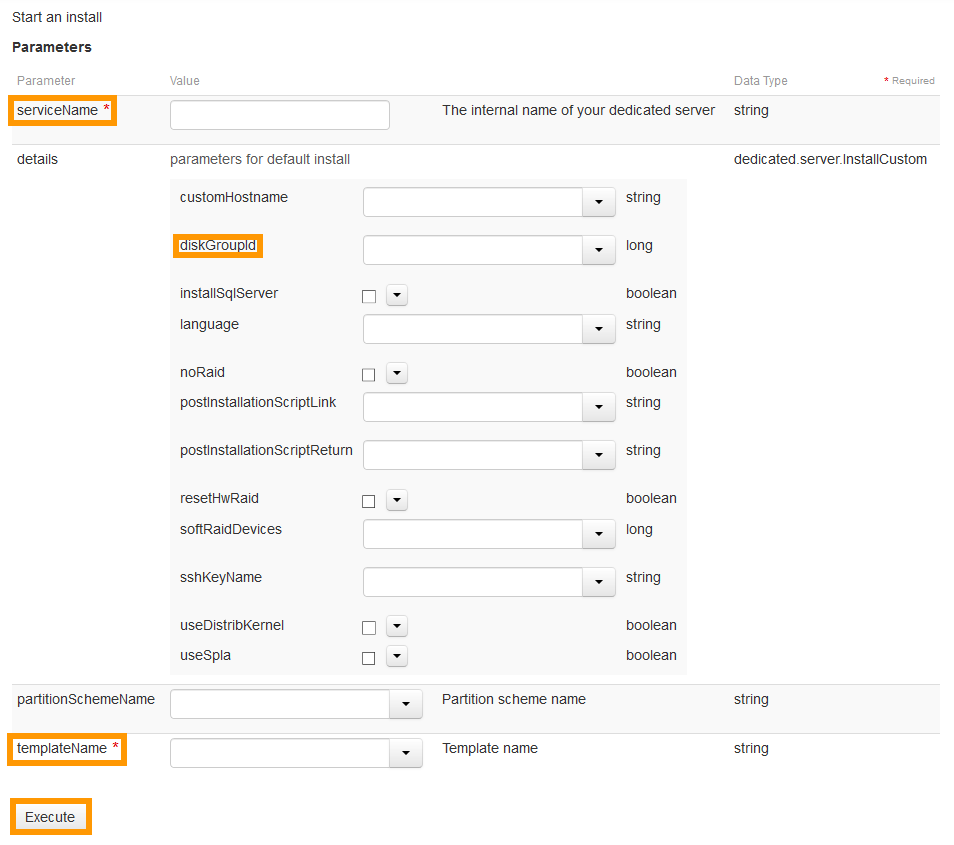 Start an install
Parameters
Parameter Value Data Type * Required
serviceName * The internal name of your dedicated server string
details parameters for default install dedicated.server.InstallCustom
customHostname string
diskGroupId long
installSqlServer boolean
language string
noRaid boolean
postInstallationScriptLink string
postInstallationScriptReturn string
resetHwRaid boolean
softRaidDevices long
sshKeyName string
useDistribKernel boolean
useSpla boolean
partitionSchemeName Partition scheme name string
templateName * Template name string
Execute